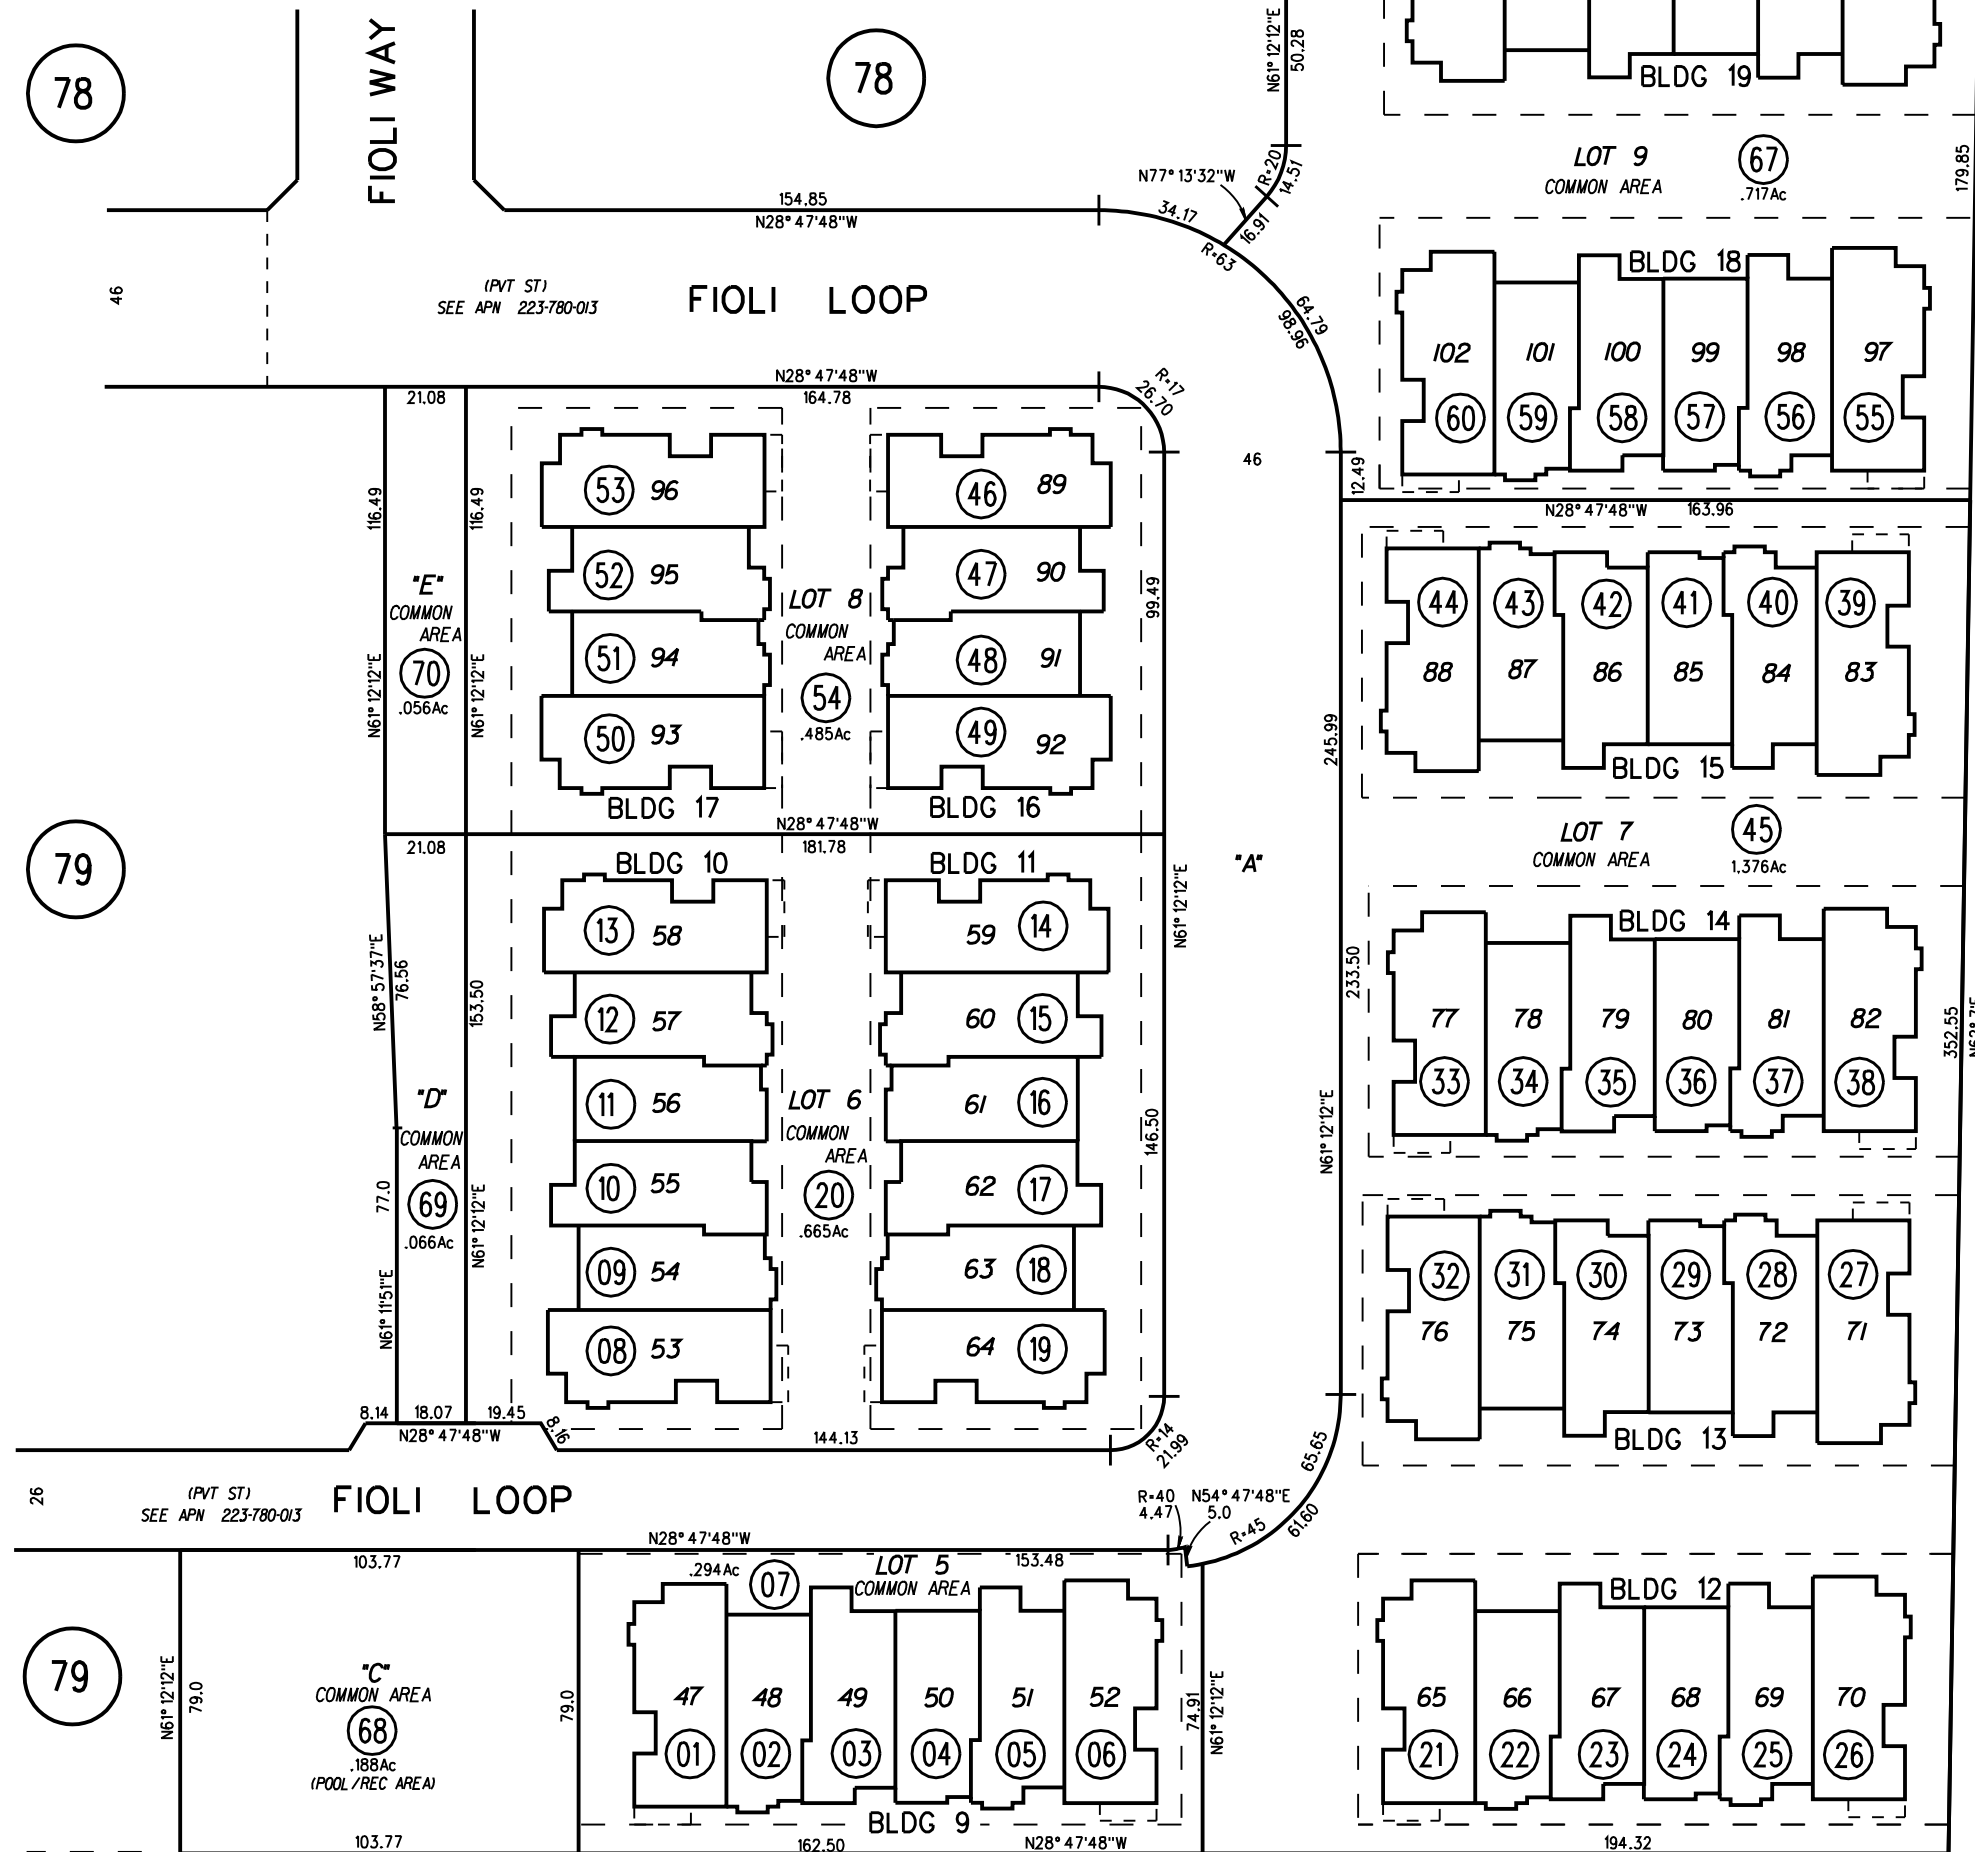 78
FIOLI WAY
78
N61°12'12"E
50.28
BLDG 19
LOT 9
COMMON AREA
67
.717Ac
179.85
N77°13'32"W
R=20
14.51
16.91
154.85
N28°47'48"W
34.17
R=63
64.79
98.96
46
(PVT ST)
SEE APN 223-780-013
FIOLI LOOP
BLDG 18
102 101 100 99 98 97
60 59 58 57 56 55
N28°47'48"W
164.78
21.08
R=17
26.70
46
12.49
N28°47'48"W 163.96
116.49
116.49
"E"
COMMON
AREA
70
.056Ac
N61°12'12"E
N61°12'12"E
53 96
52 95
51 94
50 93
BLDG 17
LOT 8
COMMON
AREA
54
.485Ac
46 89
47 90
48 91
49 92
BLDG 16
99.49
245.99
44 43 42 41 40 39
88 87 86 85 84 83
BLDG 15
LOT 7
COMMON AREA
45
1.376Ac
79
N28°47'48"W
181.78
21.08
"A"
N61°12'12"E
N58°57'37"E
76.56
153.50
"D"
COMMON
AREA
69
.066Ac
77.0
N61°11'51"E
N61°12'12"E
BLDG 10
13 58
12 57
11 56
10 55
09 54
08 53
LOT 6
COMMON
AREA
20
.665Ac
BLDG 11
59 14
60 15
61 16
62 17
63 18
64 19
146.50
233.50
N61°12'12"E
BLDG 14
77 78 79 80 81 82
33 34 35 36 37 38
352.55
32 31 30 29 28 27
76 75 74 73 72 71
BLDG 13
8.14 18.07 19.45
8.16
N28°47'48"W
144.13
R=14
21.99
65.65
61.60
R=45
26
(PVT ST)
SEE APN 223-780-013
FIOLI LOOP
R=40
4.47
N54°47'48"E
5.0
N28°47'48"W
103.77
.294Ac
07
LOT 5
COMMON AREA
153.48
79
N61°12'12"E
79.0
"C"
COMMON AREA
68
.188Ac
(POOL/REC AREA)
103.77
79.0
47 48 49 50 51 52
01 02 03 04 05 06
BLDG 9
162.50
N28°47'48"W
74.91
N61°12'12"E
BLDG 12
65 66 67 68 69 70
21 22 23 24 25 26
194.32